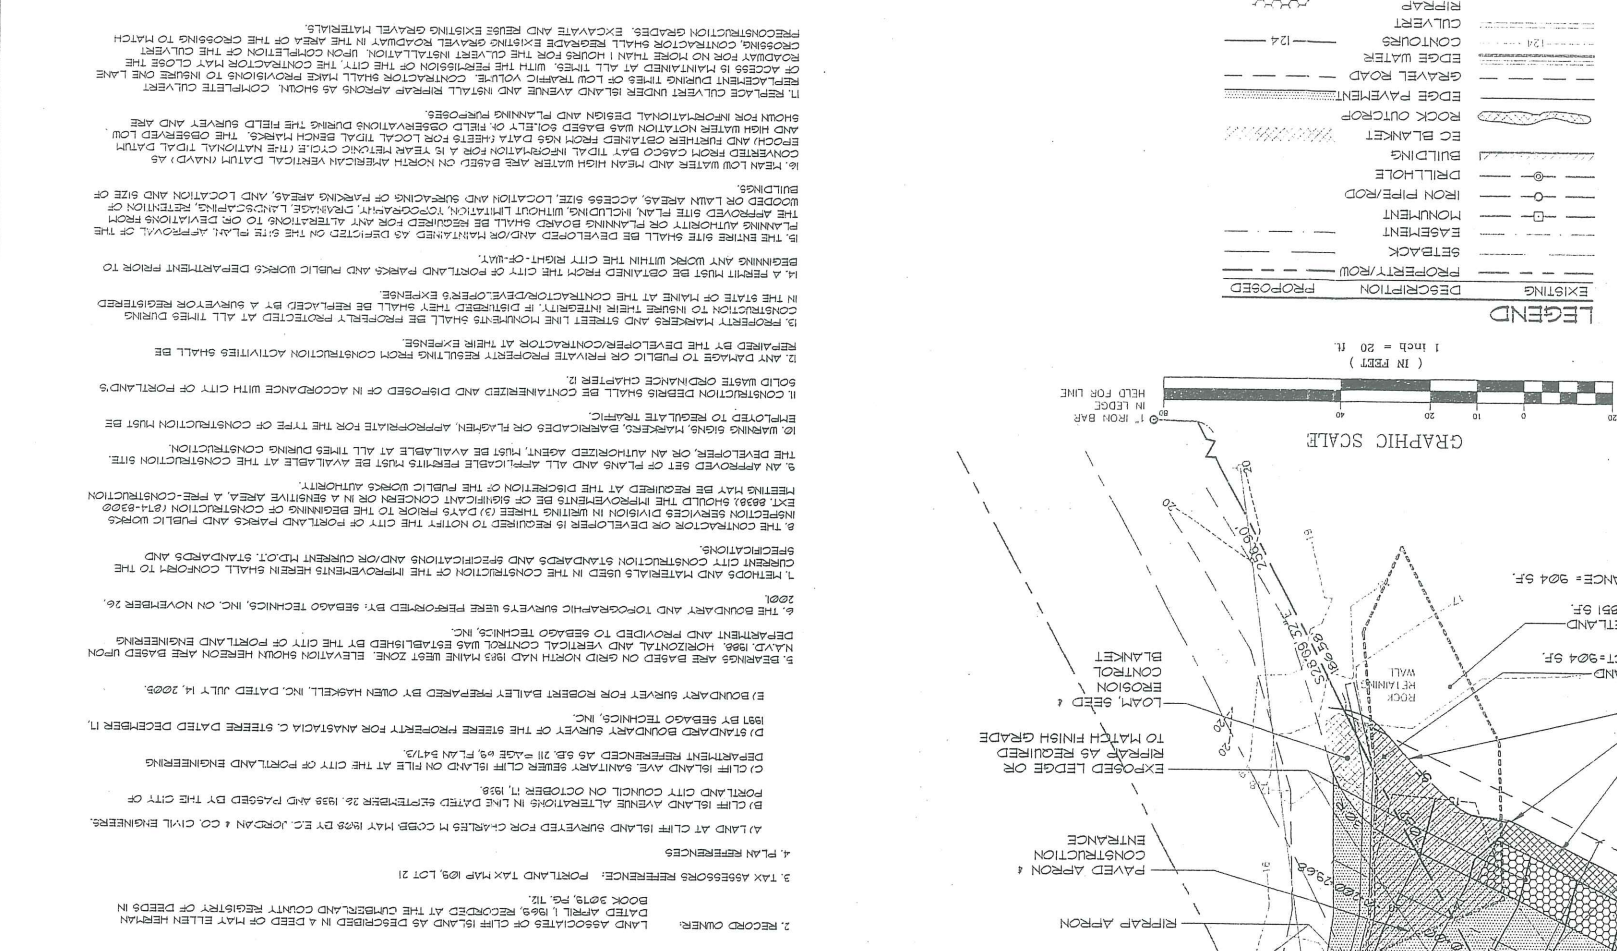 RIPRAP APRON
PAVED APRON &
CONSTRUCTION
ENTRANCE
EXPOSED LEDGE OR
RIPRAP AS REQUIRED
TO MATCH FINISH GRADE
LOAM, SEED &
EROSION
CONTROL
BLANKET
ROCK
RETAINING
WALL
186.51'
S28°09'32"E
256.90'
16
17
19
20
20
20
20
1" IRON BAR
IN LEDGE
HELD FOR LINE
GRAPHIC SCALE
20
0
10
20
40
80
( IN FEET )
1 inch = 20 ft.
LEGEND
EXISTING DESCRIPTION PROPOSED
PROPERTY/ROW
SETBACK
EASEMENT
MONUMENT
IRON PIPE/ROD
DRILLHOLE
BUILDING
EC BLANKET
ROCK OUTCROP
EDGE PAVEMENT
GRAVEL ROAD
EDGE WATER
124 CONTOURS 124
CULVERT
RIPRAP
2. RECORD OWNER: LAND ASSOCIATES OF CLIFF ISLAND AS DESCRIBED IN A DEED OF MAY ELLEN HERMAN
DATED APRIL 1, 1969, RECORDED AT THE CUMBERLAND COUNTY REGISTRY OF DEEDS IN
BOOK 3079, PG. 712.
3. TAX ASSESSORS REFERENCE: PORTLAND TAX MAP 109, LOT 21
4. PLAN REFERENCES
A) LAND AT CLIFF ISLAND SURVEYED FOR CHARLES M COBB, MAY 1908 BY E.C. JORDAN & CO. CIVIL ENGINEERS.
B) CLIFF ISLAND AVENUE ALTERATIONS IN LINE DATED SEPTEMBER 26, 1938 AND PASSED BY THE CITY OF
PORTLAND CITY COUNCIL ON OCTOBER 17, 1938.
C) CLIFF ISLAND AVE. SANITARY SEWER CLIFF ISLAND ON FILE AT THE CITY OF PORTLAND ENGINEERING
DEPARTMENT REFERENCED AS S.B. 211 PAGE 69, PLAN 547/3.
D) STANDARD BOUNDARY SURVEY OF THE STEERE PROPERTY FOR ANASTACIA C. STEERE DATED DECEMBER 17,
1997 BY SEBAGO TECHNICS, INC.
E) BOUNDARY SURVEY FOR ROBERT BAILEY PREPARED BY OWEN HASKELL, INC. DATED JULY 14, 2005.
5. BEARINGS ARE BASED ON GRID NORTH NAD 1983 MAINE WEST ZONE. ELEVATION SHOWN HEREON ARE BASED UPON
N.A.V.D. 1988. HORIZONTAL AND VERTICAL CONTROL WAS ESTABLISHED BY THE CITY OF PORTLAND ENGINEERING
DEPARTMENT AND PROVIDED TO SEBAGO TECHNICS, INC.
6. THE BOUNDARY AND TOPOGRAPHIC SURVEYS WERE PERFORMED BY: SEBAGO TECHNICS, INC. ON NOVEMBER 26,
2001.
7. METHODS AND MATERIALS USED IN THE CONSTRUCTION OF THE IMPROVEMENTS HEREIN SHALL CONFORM TO THE
CURRENT CITY CONSTRUCTION STANDARDS AND SPECIFICATIONS AND/OR CURRENT M.D.O.T. STANDARDS AND
SPECIFICATIONS.
8. THE CONTRACTOR OR DEVELOPER IS REQUIRED TO NOTIFY THE CITY OF PORTLAND PARKS AND PUBLIC WORKS
INSPECTION SERVICES DIVISION IN WRITING THREE (3) DAYS PRIOR TO THE BEGINNING OF CONSTRUCTION (874-8300
EXT. 8838). SHOULD THE IMPROVEMENTS BE OF SIGNIFICANT CONCERN OR IN A SENSITIVE AREA, A PRE-CONSTRUCTION
MEETING MAY BE REQUIRED AT THE DISCRETION OF THE PUBLIC WORKS AUTHORITY.
9. AN APPROVED SET OF PLANS AND ALL APPLICABLE PERMITS MUST BE AVAILABLE AT THE CONSTRUCTION SITE.
THE DEVELOPER, OR AN AUTHORIZED AGENT, MUST BE AVAILABLE AT ALL TIMES DURING CONSTRUCTION.
10. WARNING SIGNS, MARKERS, BARRICADES OR FLAGMEN, APPROPRIATE FOR THE TYPE OF CONSTRUCTION MUST BE
EMPLOYED TO REGULATE TRAFFIC.
11. CONSTRUCTION DEBRIS SHALL BE CONTAINERIZED AND DISPOSED OF IN ACCORDANCE WITH CITY OF PORTLAND'S
SOLID WASTE ORDINANCE CHAPTER 12.
12. ANY DAMAGE TO PUBLIC OR PRIVATE PROPERTY RESULTING FROM CONSTRUCTION ACTIVITIES SHALL BE
REPAIRED BY THE DEVELOPER/CONTRACTOR AT THEIR EXPENSE.
13. PROPERTY MARKERS AND STREET LINE MONUMENTS SHALL BE PROPERLY PROTECTED AT ALL TIMES DURING
CONSTRUCTION TO INSURE THEIR INTEGRITY. IF DISTURBED THEY SHALL BE REPLACED BY A SURVEYOR REGISTERED
IN THE STATE OF MAINE AT THE CONTRACTOR/DEVELOPER'S EXPENSE.
14. A PERMIT MUST BE OBTAINED FROM THE CITY OF PORTLAND PARKS AND PUBLIC WORKS DEPARTMENT PRIOR TO
BEGINNING ANY WORK WITHIN THE CITY RIGHT-OF-WAY.
15. THE ENTIRE SITE SHALL BE DEVELOPED AND/OR MAINTAINED AS DEPICTED ON THE SITE PLAN. APPROVAL OF THE
PLANNING AUTHORITY OR PLANNING BOARD SHALL BE REQUIRED FOR ANY ALTERATIONS TO OR DEVIATIONS FROM
THE APPROVED SITE PLAN, INCLUDING, WITHOUT LIMITATION, TOPOGRAPHY, DRAINAGE, LANDSCAPING, RETENTION OF
WOODED OR LAWN AREAS, ACCESS SIZE, LOCATION AND SURFACING OF PARKING AREAS, AND LOCATION AND SIZE OF
BUILDINGS.
16. MEAN LOW WATER AND MEAN HIGH WATER ARE BASED ON NORTH AMERICAN VERTICAL DATUM (NAVD) AS
CONVERTED FROM CASCO BAY TIDAL INFORMATION FOR A 19 YEAR METONIC CYCLE (THE NATIONAL TIDAL DATUM
EPOCH) AND FURTHER OBTAINED FROM NGS DATA SHEETS FOR LOCAL TIDAL BENCH MARKS. THE OBSERVED LOW
AND HIGH WATER NOTATION WAS BASED SOLELY OF FIELD OBSERVATIONS DURING THE FIELD SURVEY AND ARE
SHOWN FOR INFORMATIONAL DESIGN AND PLANNING PURPOSES.
17. REPLACE CULVERT UNDER ISLAND AVENUE AND INSTALL RIPRAP APRONS AS SHOWN. COMPLETE CULVERT
REPLACEMENT DURING TIMES OF LOW TRAFFIC VOLUME. CONTRACTOR SHALL MAKE PROVISIONS TO INSURE ONE LANE
OF ACCESS IS MAINTAINED AT ALL TIMES. WITH THE PERMISSION OF THE CITY, THE CONTRACTOR MAY CLOSE THE
ROADWAY FOR NO MORE THAN 1 HOURS FOR THE CULVERT INSTALLATION. UPON COMPLETION OF THE CULVERT
CROSSING, CONTRACTOR SHALL REGRADE EXISTING GRAVEL ROADWAY IN THE AREA OF THE CROSSING TO MATCH
PRECONSTRUCTION GRADES. EXCAVATE AND REUSE EXISTING GRAVEL MATERIALS.